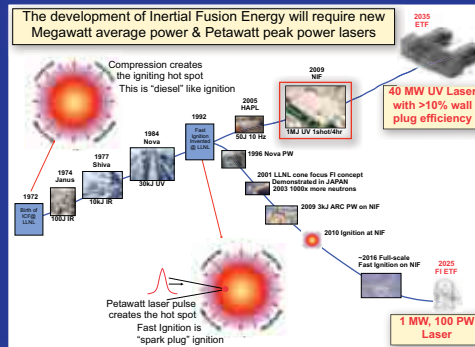 The development of Inertial Fusion Energy will require new
Megawatt average power & Petawatt peak power lasers
2035
ETF
Compression creates
the igniting hot spot
This is “diesel” like ignition
2009
NIF
2005
HAPL
1992
Fast
Ignition
Invented
@ LLNL
1984
Nova
1977
Shiva
1974
Janus
1972
Birth of
ICF@
LLNL
100J IR
10kJ IR
30kJ UV
50J 10 Hz
1MJ UV 1shot/4hr
40 MW UV Laser
with >10% wall
plug efficiency
1996 Nova PW
2001 LLNL cone focus FI concept
Demonstrated in JAPAN
2003 1000x more neutrons
2009 3kJ ARC PW on NIF
2010 Ignition at NIF
~2016 Full-scale
Fast Ignition on NIF
2025
FI ETF
1 MW, 100 PW
Laser
Petawatt laser pulse
creates the hot spot
Fast Ignition is
“spark plug” ignition